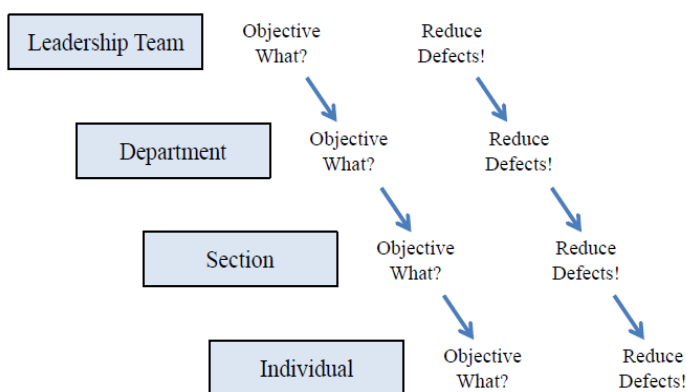 Leadership Team
Objective
What?
Reduce
Defects!
Department
Objective
What?
Reduce
Defects!
Section
Objective
What?
Reduce
Defects!
Individual
Objective
What?
Reduce
Defects!